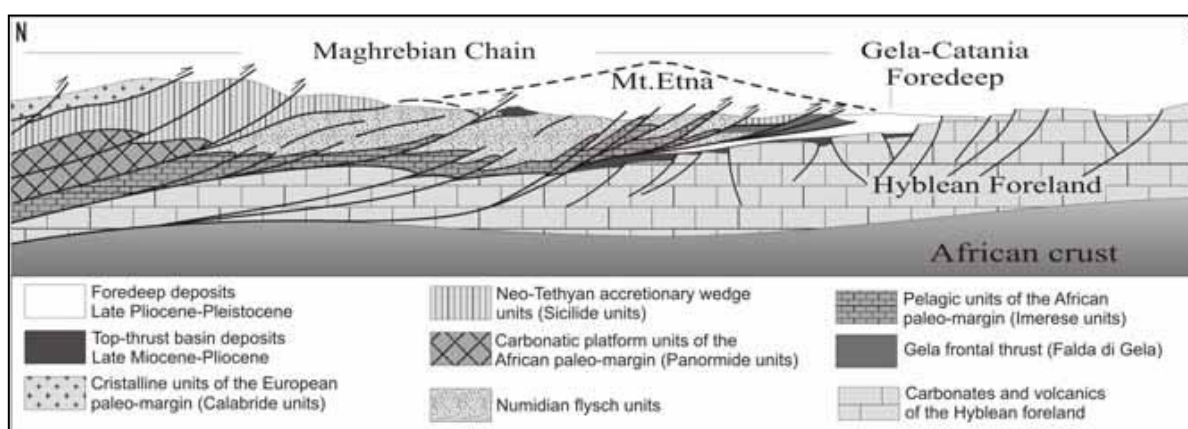 N
Maghrebian Chain
Mt.Etna
Gela-Catania
Foredeep
Hyblean Foreland
African crust
Foredeep deposits
Late Pliocene-Pleistocene
Top-thrust basin deposits
Late Miocene-Pliocene
Cristalline units of the European
paleo-margin (Calabride units)
Neo-Tethyan accretionary wedge
units (Sicilide units)
Carbonatic platform units of the
African paleo-margin (Panormide units)
Numidian flysch units
Pelagic units of the African
paleo-margin (Imerese units)
Gela frontal thrust (Falda di Gela)
Carbonates and volcanics
of the Hyblean foreland